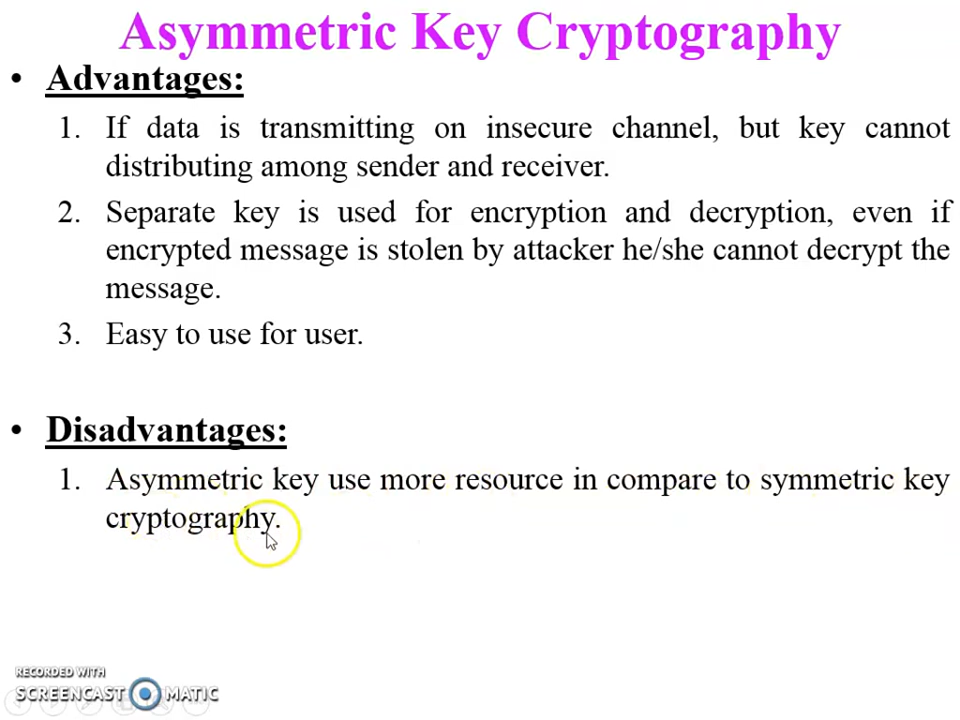 Asymmetric Key Cryptography
• Advantages:
1. If data is transmitting on insecure channel, but key cannot
distributing among sender and receiver.
2. Separate key is used for encryption and decryption, even if
encrypted message is stolen by attacker he/she cannot decrypt the
message.
3. Easy to use for user.
• Disadvantages:
1. Asymmetric key use more resource in compare to symmetric key
cryptography.
RECORDED WITH
SCREENCAST MATIC